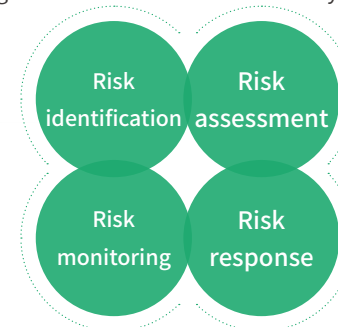 Risk
identification
Risk
assessment
Risk
monitoring
Risk
response